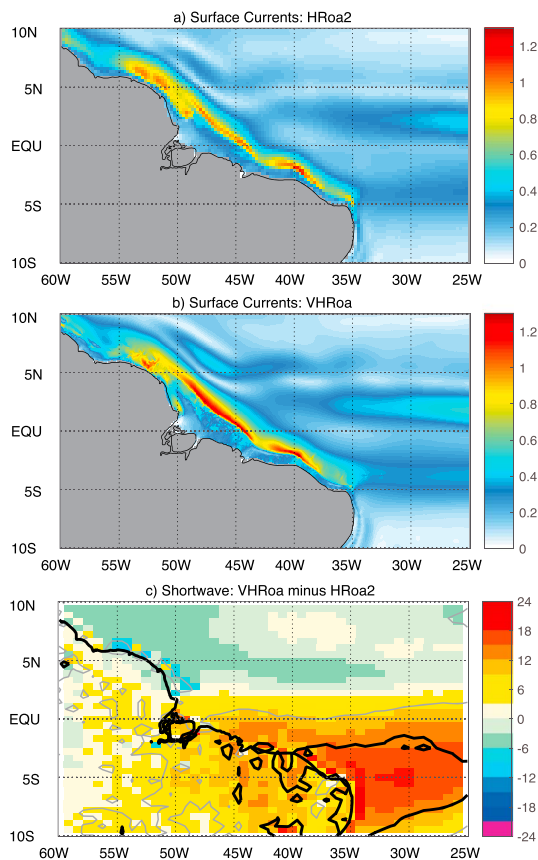 a) Surface Currents: HRoa2
10N
5N
EQU
5S
10S
60W 55W 50W 45W 40W 35W 30W 25W
1.2
1
0.8
0.6
0.4
0.2
0
b) Surface Currents: VHRoa
10N
5N
EQU
5S
10S
60W 55W 50W 45W 40W 35W 30W 25W
1.2
1
0.8
0.6
0.4
0.2
0
c) Shortwave: VHRoa minus HRoa2
10N
5N
EQU
5S
10S
60W 55W 50W 45W 40W 35W 30W 25W
24
18
12
6
0
-6
-12
-18
-24